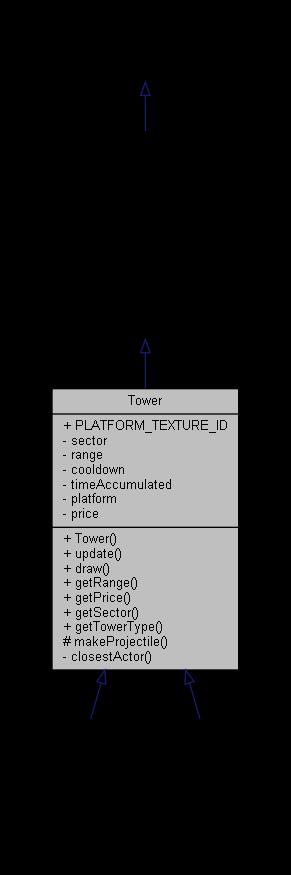 Tower
+ PLATFORM_TEXTURE_ID
- sector
- range
- cooldown
- timeAccumulated
- platform
- price
+ Tower()
+ update()
+ draw()
+ getRange()
+ getPrice()
+ getSector()
+ getTowerType()
# makeProjectile()
- closestActor()